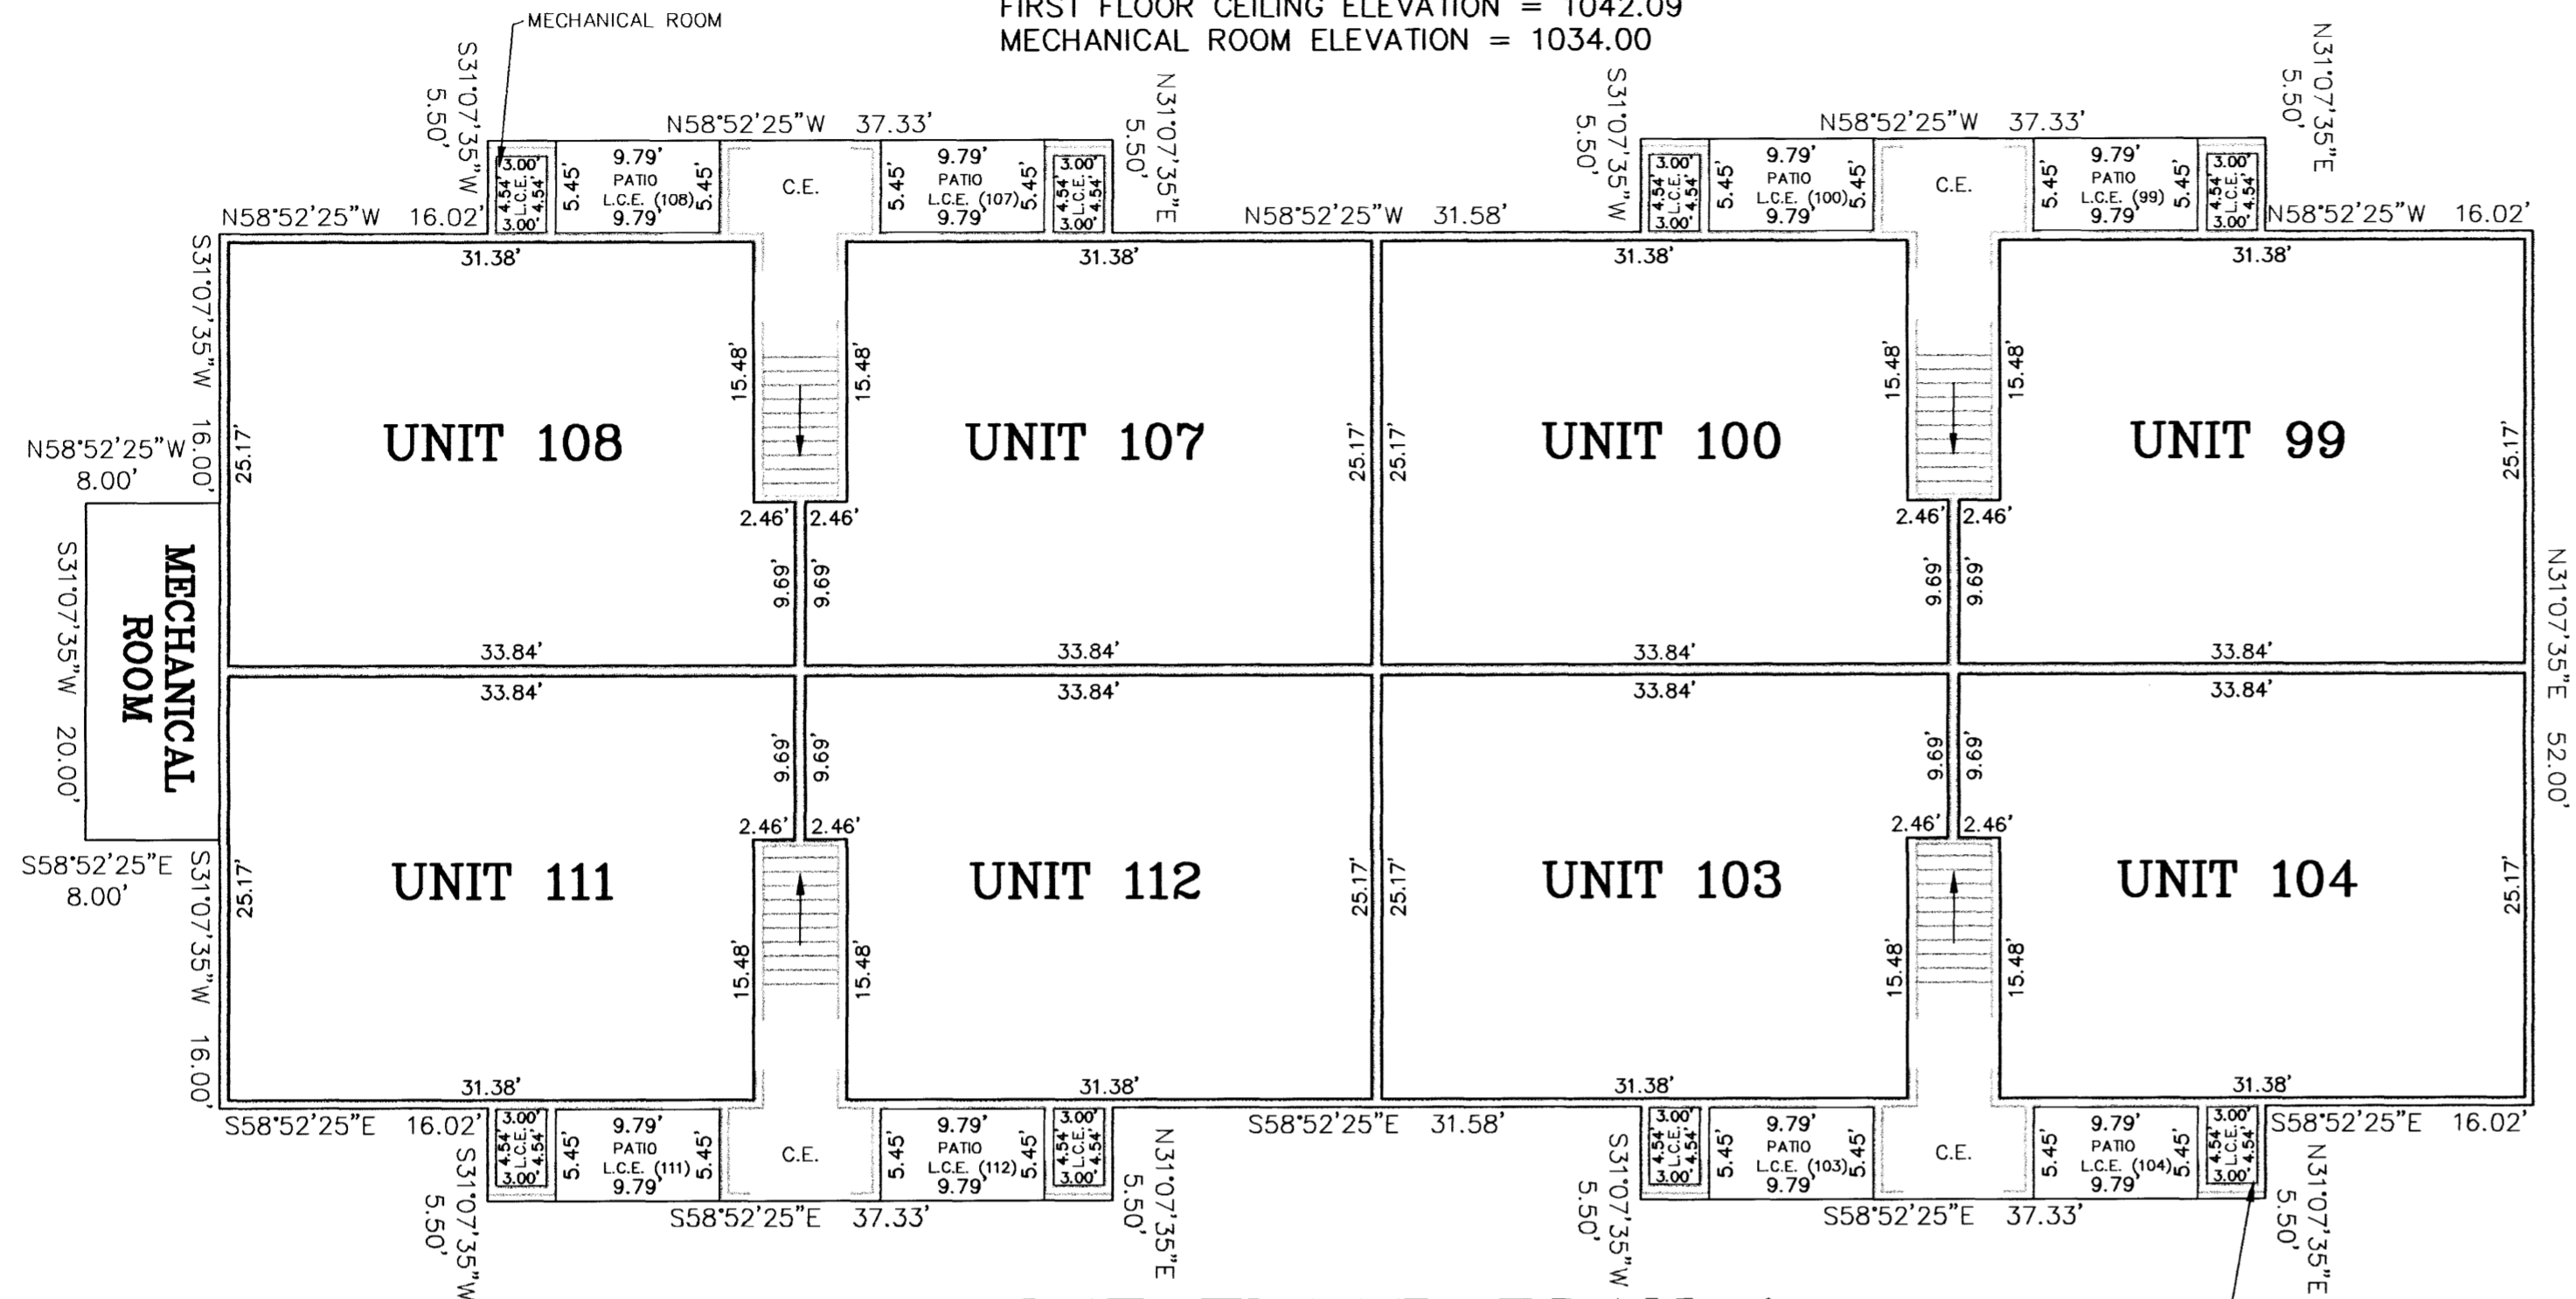 FIRST FLOOR CEILING ELEVATION = 1042.09
MECHANICAL ROOM ELEVATION = 1034.00
MECHANICAL ROOM
S31°07'35"W
5.50'
N58°52'25"W 37.33'
N31°07'35"E
5.50'
S31°07'35"W
5.50'
N58°52'25"W 37.33'
N31°07'35"E
5.50'
3.00'
4.54'
L.C.E.
4.54'
3.00'
5.45'
9.79'
PATIO
L.C.E. (108)
9.79'
5.45'
C.E.
5.45'
9.79'
PATIO
L.C.E. (107)
9.79'
5.45'
3.00'
4.54'
L.C.E.
4.54'
3.00'
3.00'
4.54'
L.C.E.
4.54'
3.00'
5.45'
9.79'
PATIO
L.C.E. (100)
9.79'
5.45'
C.E.
5.45'
9.79'
PATIO
L.C.E. (99)
9.79'
5.45'
3.00'
4.54'
L.C.E.
4.54'
3.00'
N58°52'25"W 16.02'
N58°52'25"W 31.58'
N58°52'25"W 16.02'
S31°07'35"W 16.00'
31.38'
31.38'
31.38'
31.38'
15.48'
15.48'
15.48'
15.48'
25.17'
UNIT 108
UNIT 107
25.17'
25.17'
UNIT 100
UNIT 99
25.17'
N58°52'25"W
8.00'
2.46'
2.46'
2.46'
2.46'
9.69'
9.69'
9.69'
9.69'
33.84'
33.84'
33.84'
33.84'
MECHANICAL
ROOM
S31°07'35"W 20.00'
N31°07'35"E 52.00'
33.84'
33.84'
33.84'
33.84'
9.69'
9.69'
9.69'
9.69'
2.46'
2.46'
2.46'
2.46'
S58°52'25"E
8.00'
S31°07'35"W 16.00'
25.17'
UNIT 111
UNIT 112
25.17'
25.17'
UNIT 103
UNIT 104
25.17'
15.48'
15.48'
15.48'
15.48'
31.38'
31.38'
31.38'
31.38'
S58°52'25"E 16.02'
S58°52'25"E 31.58'
S58°52'25"E 16.02'
3.00'
4.54'
L.C.E.
4.54'
3.00'
5.45'
9.79'
PATIO
L.C.E. (111)
9.79'
5.45'
C.E.
5.45'
9.79'
PATIO
L.C.E. (112)
9.79'
5.45'
3.00'
4.54'
L.C.E.
4.54'
3.00'
3.00'
4.54'
L.C.E.
4.54'
3.00'
5.45'
9.79'
PATIO
L.C.E. (103)
9.79'
5.45'
C.E.
5.45'
9.79'
PATIO
L.C.E. (104)
9.79'
5.45'
3.00'
4.54'
L.C.E.
4.54'
3.00'
S31°07'35"W
5.50'
S58°52'25"E 37.33'
N31°07'35"E
5.50'
S31°07'35"W
5.50'
S58°52'25"E 37.33'
N31°07'35"E
5.50'